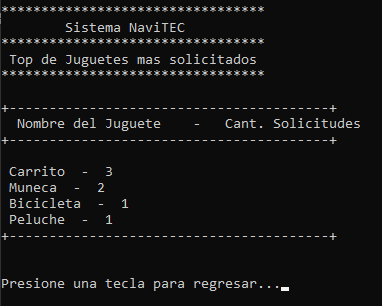 *********************************
Sistema NaviTEC
*********************************
Top de Juguetes mas solicitados
*********************************
+----------------------------------------+
Nombre del Juguete    -   Cant. Solicitudes
+----------------------------------------+
Carrito  -  3
Muneca  -  2
Bicicleta  -  1
Peluche  -  1
+----------------------------------------+
Presione una tecla para regresar...